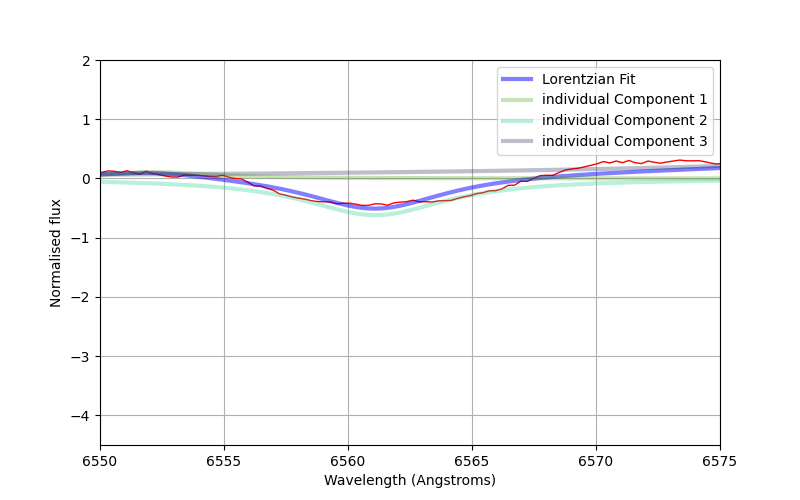 Lorentzian Fit
individual Component 1
individual Component 2
individual Component 3
2
1
0
−1
−2
−3
−4
Normalised flux
6550 6555 6560 6565 6570 6575
Wavelength (Angstroms)